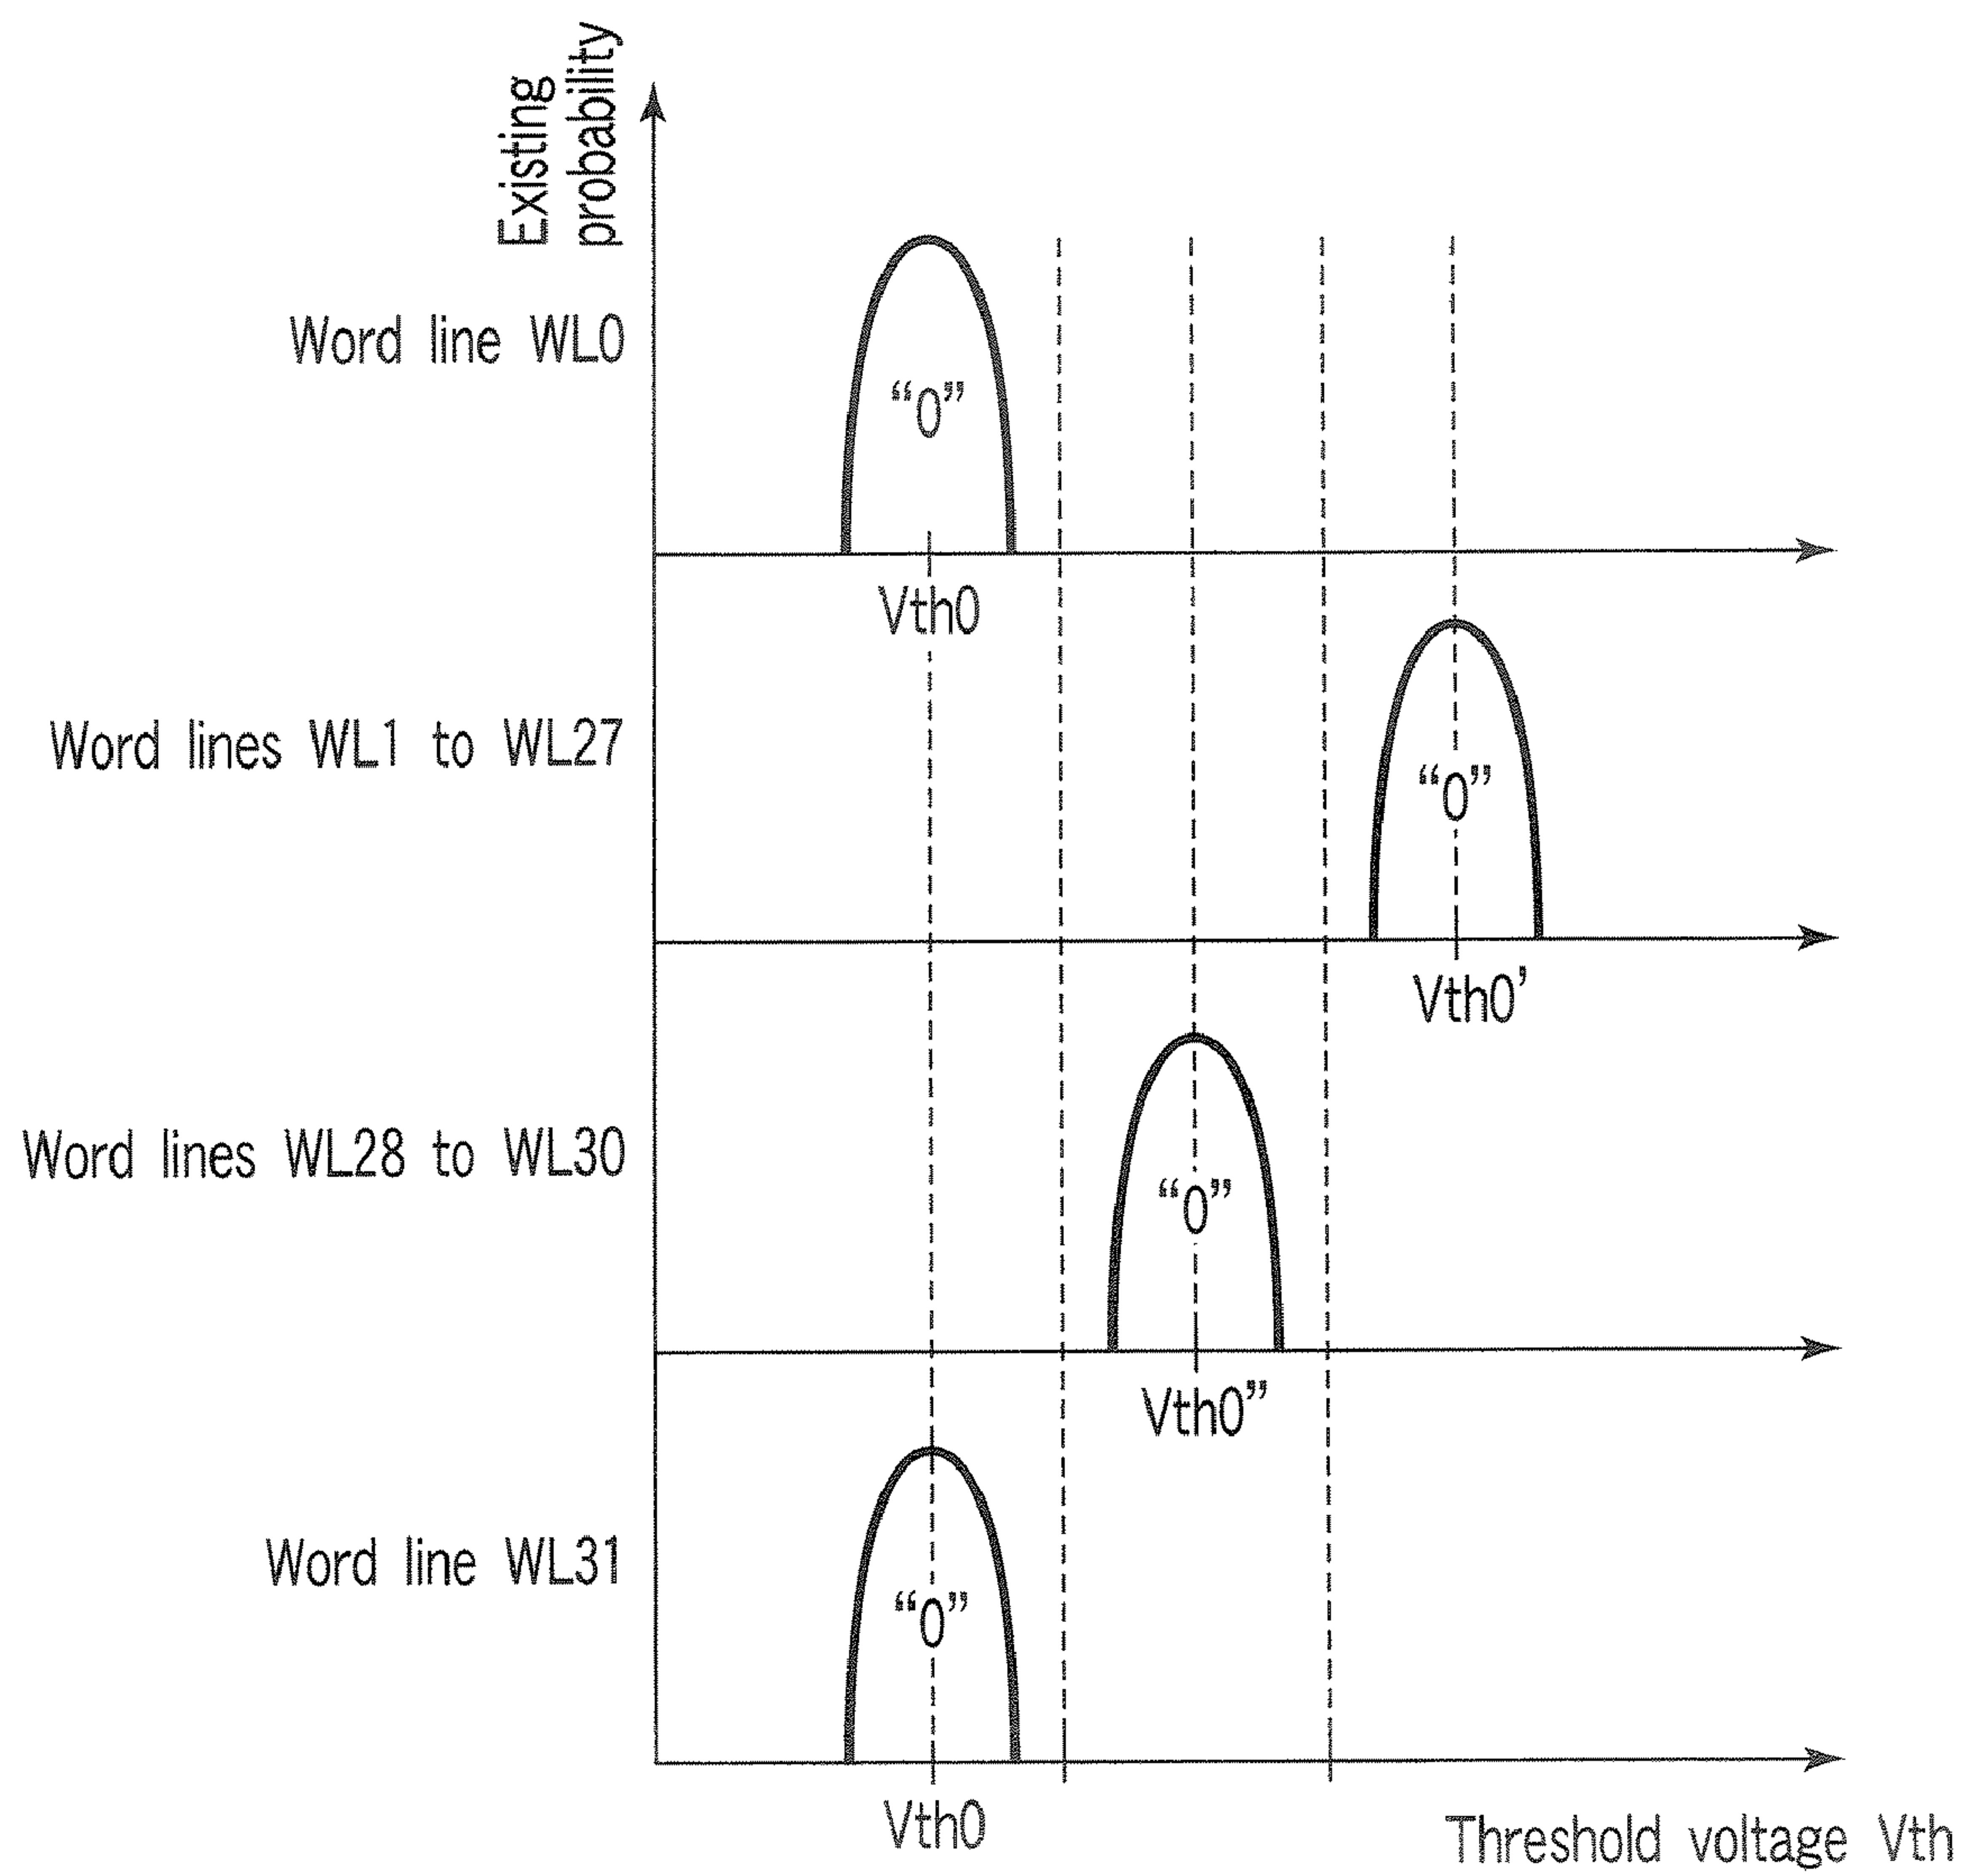 Existing
probability
Word line WL0
“0”
Vth0
Word lines WL1 to WL27
“0”
Vth0’
Word lines WL28 to WL30
“0”
Vth0”
Word line WL31
“0”
Vth0
Threshold voltage Vth